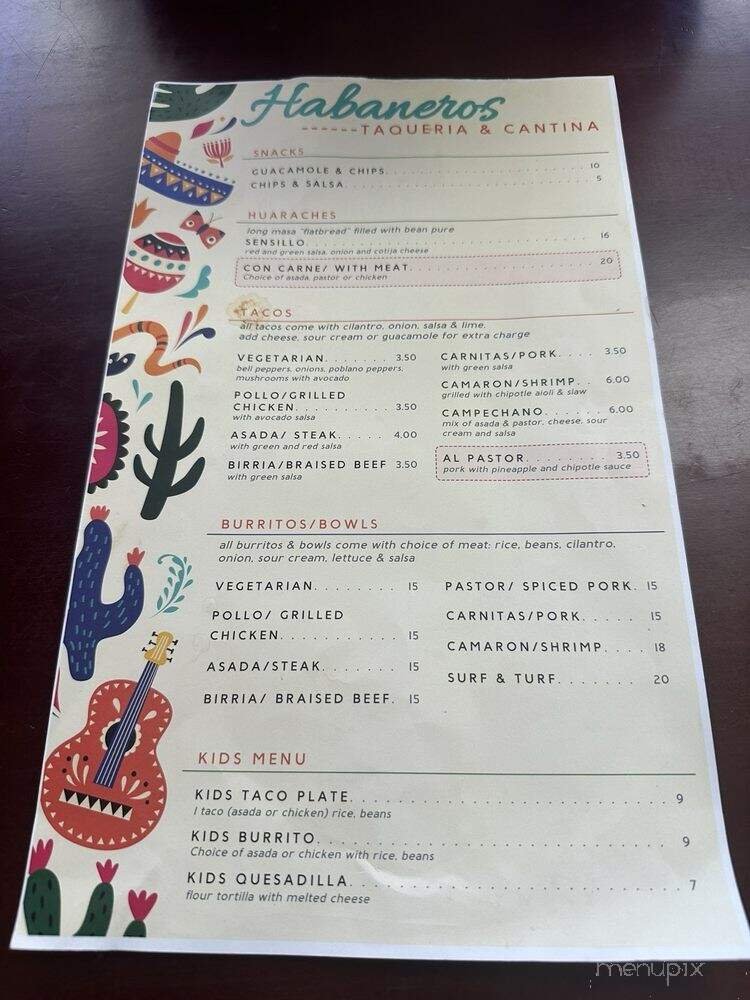 Habaneros
------TAQUERIA & CANTINA
SNACKS
GUACAMOLE & CHIPS. 10
CHIPS & SALSA. 5
HUARACHES
long masa "flatbread" filled with bean pure
SENSILLO. 16
red and green salsa, onion and cotija cheese
CON CARNE/ WITH MEAT. 20
Choice of asada, pastor or chicken
TACOS
all tacos come with cilantro, onion, salsa & lime.
add cheese, sour cream or guacamole for extra charge
VEGETARIAN. 3.50
bell peppers, onions, poblano peppers,
mushrooms with avocado
POLLO/GRILLED
CHICKEN. 3.50
with avocado salsa
ASADA/ STEAK. 4.00
with green and red salsa
BIRRIA/BRAISED BEEF 3.50
with green salsa
CARNITAS/PORK. 3.50
with green salsa
CAMARON/SHRIMP. 6.00
grilled with chipotle aioli & slaw
CAMPECHANO. 6.00
mix of asada & pastor, cheese, sour
cream and salsa
AL PASTOR. 3.50
pork with pineapple and chipotle sauce
BURRITOS/BOWLS
all burritos & bowls come with choice of meat: rice, beans, cilantro,
onion, sour cream, lettuce & salsa
VEGETARIAN. 15
POLLO/ GRILLED
CHICKEN. 15
ASADA/STEAK. 15
BIRRIA/ BRAISED BEEF. 15
PASTOR/ SPICED PORK. 15
CARNITAS/PORK. 15
CAMARON/SHRIMP. 18
SURF & TURF. 20
KIDS MENU
KIDS TACO PLATE. 9
1 taco (asada or chicken) rice, beans
KIDS BURRITO. 9
Choice of asada or chicken with rice, beans
KIDS QUESADILLA. 7
flour tortilla with melted cheese
menupix